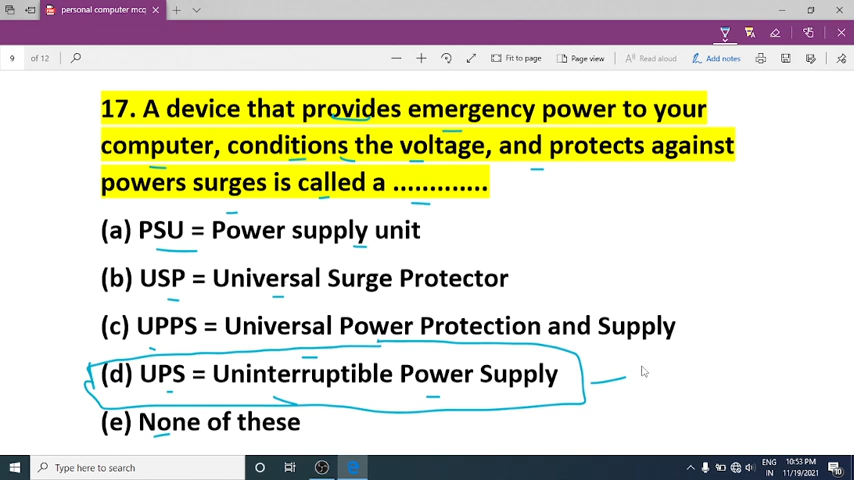 personal computer mcq
9 of 12
Fit to page
Page view
Read aloud
Add notes
17. A device that provides emergency power to your
computer, conditions the voltage, and protects against
powers surges is called a .............
(a) PSU = Power supply unit
(b) USP = Universal Surge Protector
(c) UPPS = Universal Power Protection and Supply
(d) UPS = Uninterruptible Power Supply
(e) None of these
Type here to search
ENG
IN
10:53 PM
11/19/2021